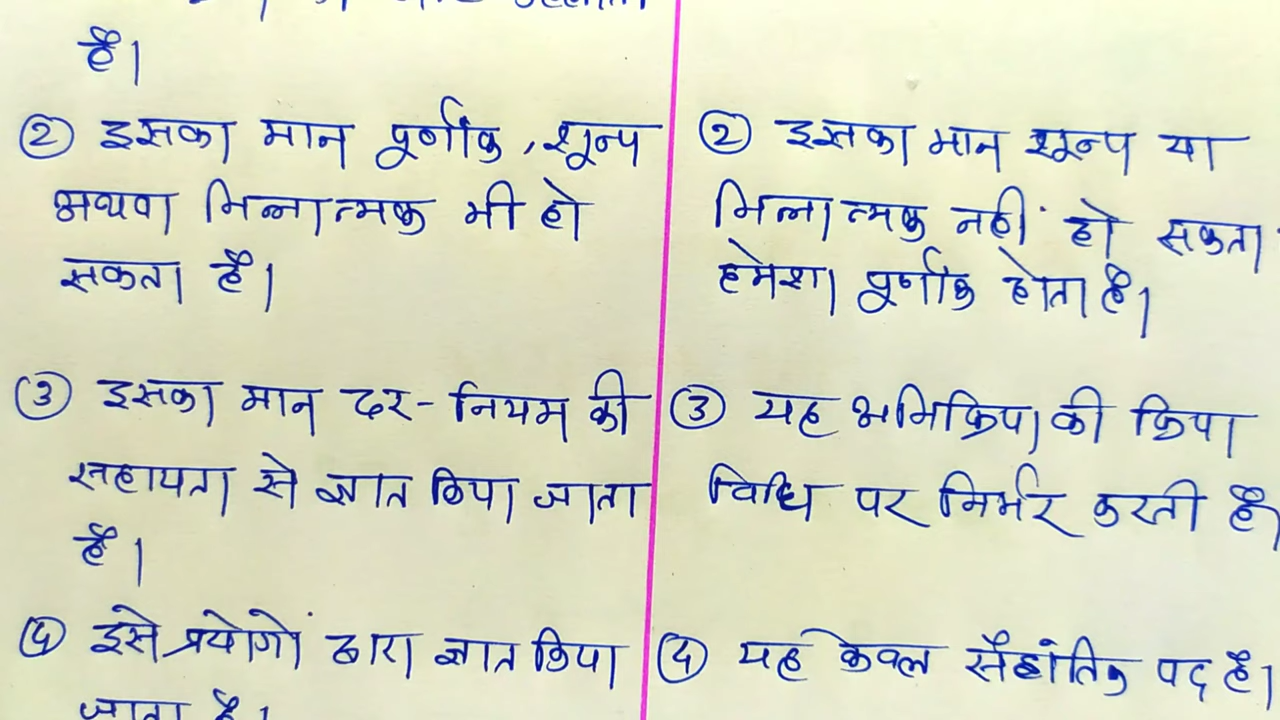 है।
② इसका मान पूर्णांक, शून्य
अथवा भिन्नात्मक भी हो
सकता है।
③ इसका मान दर-नियम की
सहायता से ज्ञात किया जाता
है।
④ इसे प्रयोगों द्वारा ज्ञात किया
जाता है।
② इसका मान शून्य या
भिन्नात्मक नहीं हो सकता
हमेशा पूर्णांक होता है।
③ यह अभिक्रिया की क्रिया
विधि पर निर्भर करती है।
④ यह केवल सैद्धांतिक पद है।